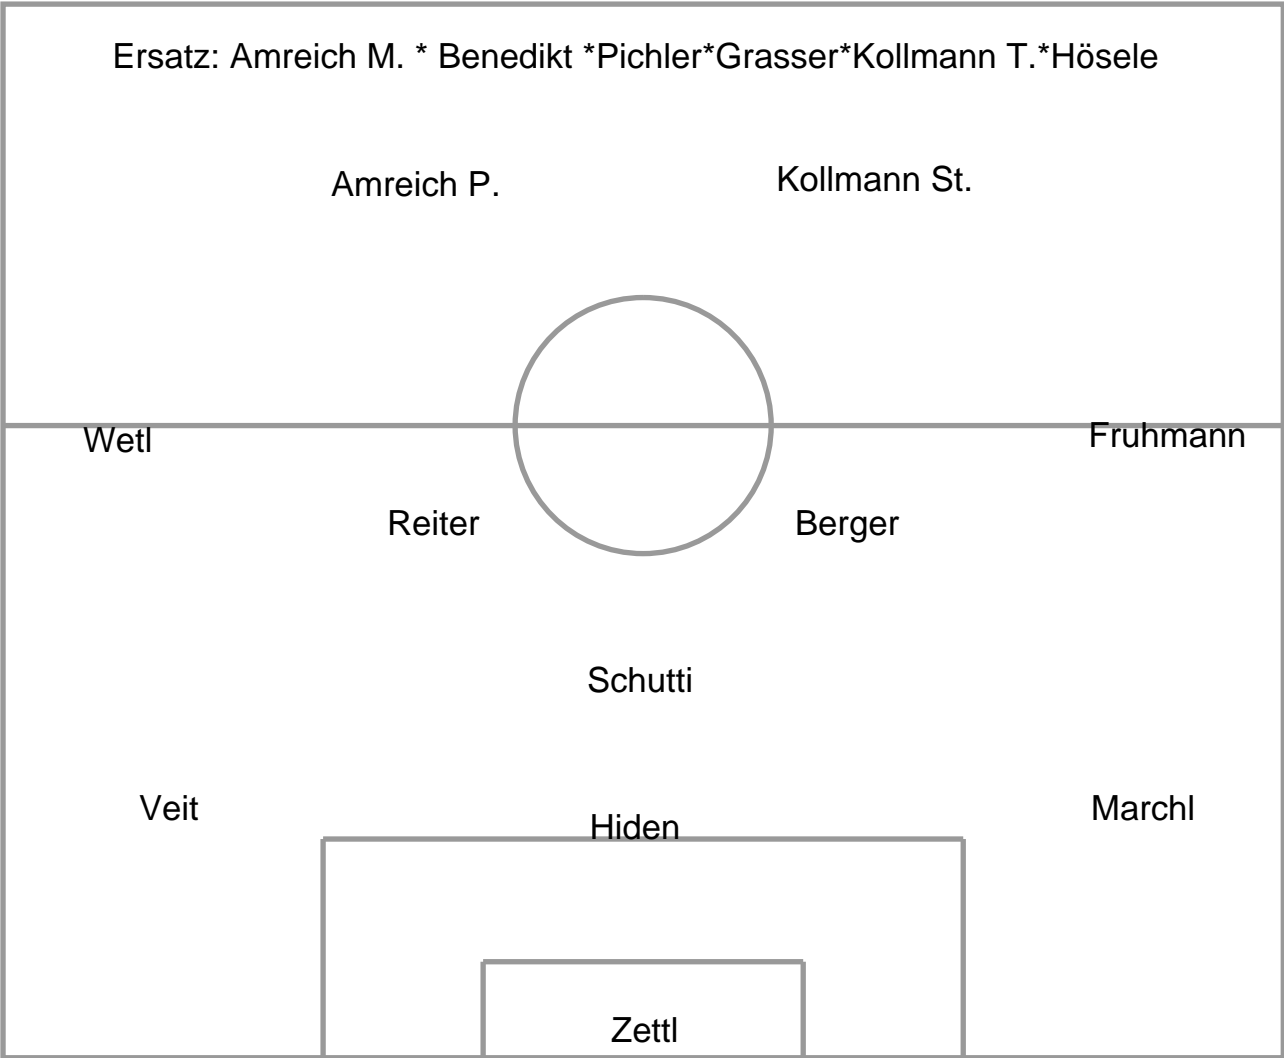 Ersatz: Amreich M. * Benedikt *Pichler*Grasser*Kollmann T.*Hösele
Amreich P.
Kollmann St.
Wetl
Fruhmann
Reiter
Berger
Schutti
Veit
Hiden
Marchl
Zettl